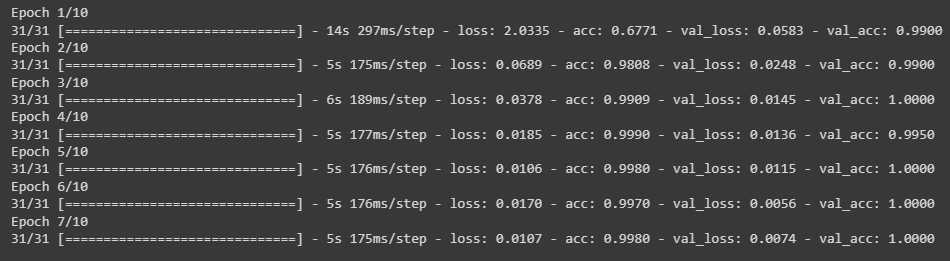 Epoch 1/10
31/31 [==============================] - 14s 297ms/step - loss: 2.0335 - acc: 0.6771 - val_loss: 0.0583 - val_acc: 0.9900
Epoch 2/10
31/31 [==============================] - 5s 175ms/step - loss: 0.0689 - acc: 0.9808 - val_loss: 0.0248 - val_acc: 0.9900
Epoch 3/10
31/31 [==============================] - 6s 189ms/step - loss: 0.0378 - acc: 0.9909 - val_loss: 0.0145 - val_acc: 1.0000
Epoch 4/10
31/31 [==============================] - 5s 177ms/step - loss: 0.0185 - acc: 0.9990 - val_loss: 0.0136 - val_acc: 0.9950
Epoch 5/10
31/31 [==============================] - 5s 176ms/step - loss: 0.0106 - acc: 0.9980 - val_loss: 0.0115 - val_acc: 1.0000
Epoch 6/10
31/31 [==============================] - 5s 176ms/step - loss: 0.0170 - acc: 0.9970 - val_loss: 0.0056 - val_acc: 1.0000
Epoch 7/10
31/31 [==============================] - 5s 175ms/step - loss: 0.0107 - acc: 0.9980 - val_loss: 0.0074 - val_acc: 1.0000